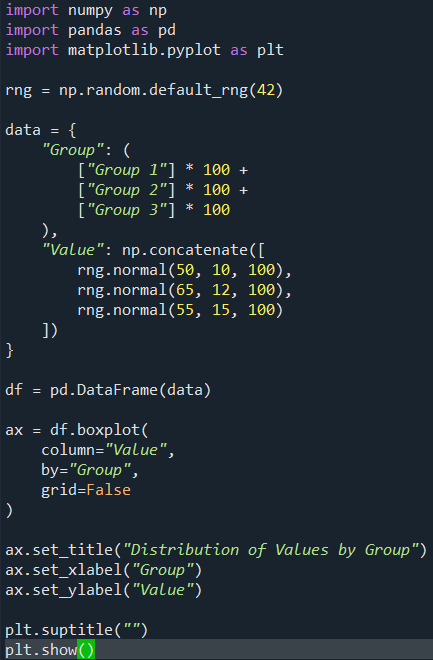 import numpy as np
import pandas as pd
import matplotlib.pyplot as plt

rng = np.random.default_rng(42)

data = {
    "Group": (
        ["Group 1"] * 100 +
        ["Group 2"] * 100 +
        ["Group 3"] * 100
    ),
    "Value": np.concatenate([
        rng.normal(50, 10, 100),
        rng.normal(65, 12, 100),
        rng.normal(55, 15, 100)
    ])
}

df = pd.DataFrame(data)

ax = df.boxplot(
    column="Value",
    by="Group",
    grid=False
)

ax.set_title("Distribution of Values by Group")
ax.set_xlabel("Group")
ax.set_ylabel("Value")

plt.suptitle("")
plt.show()